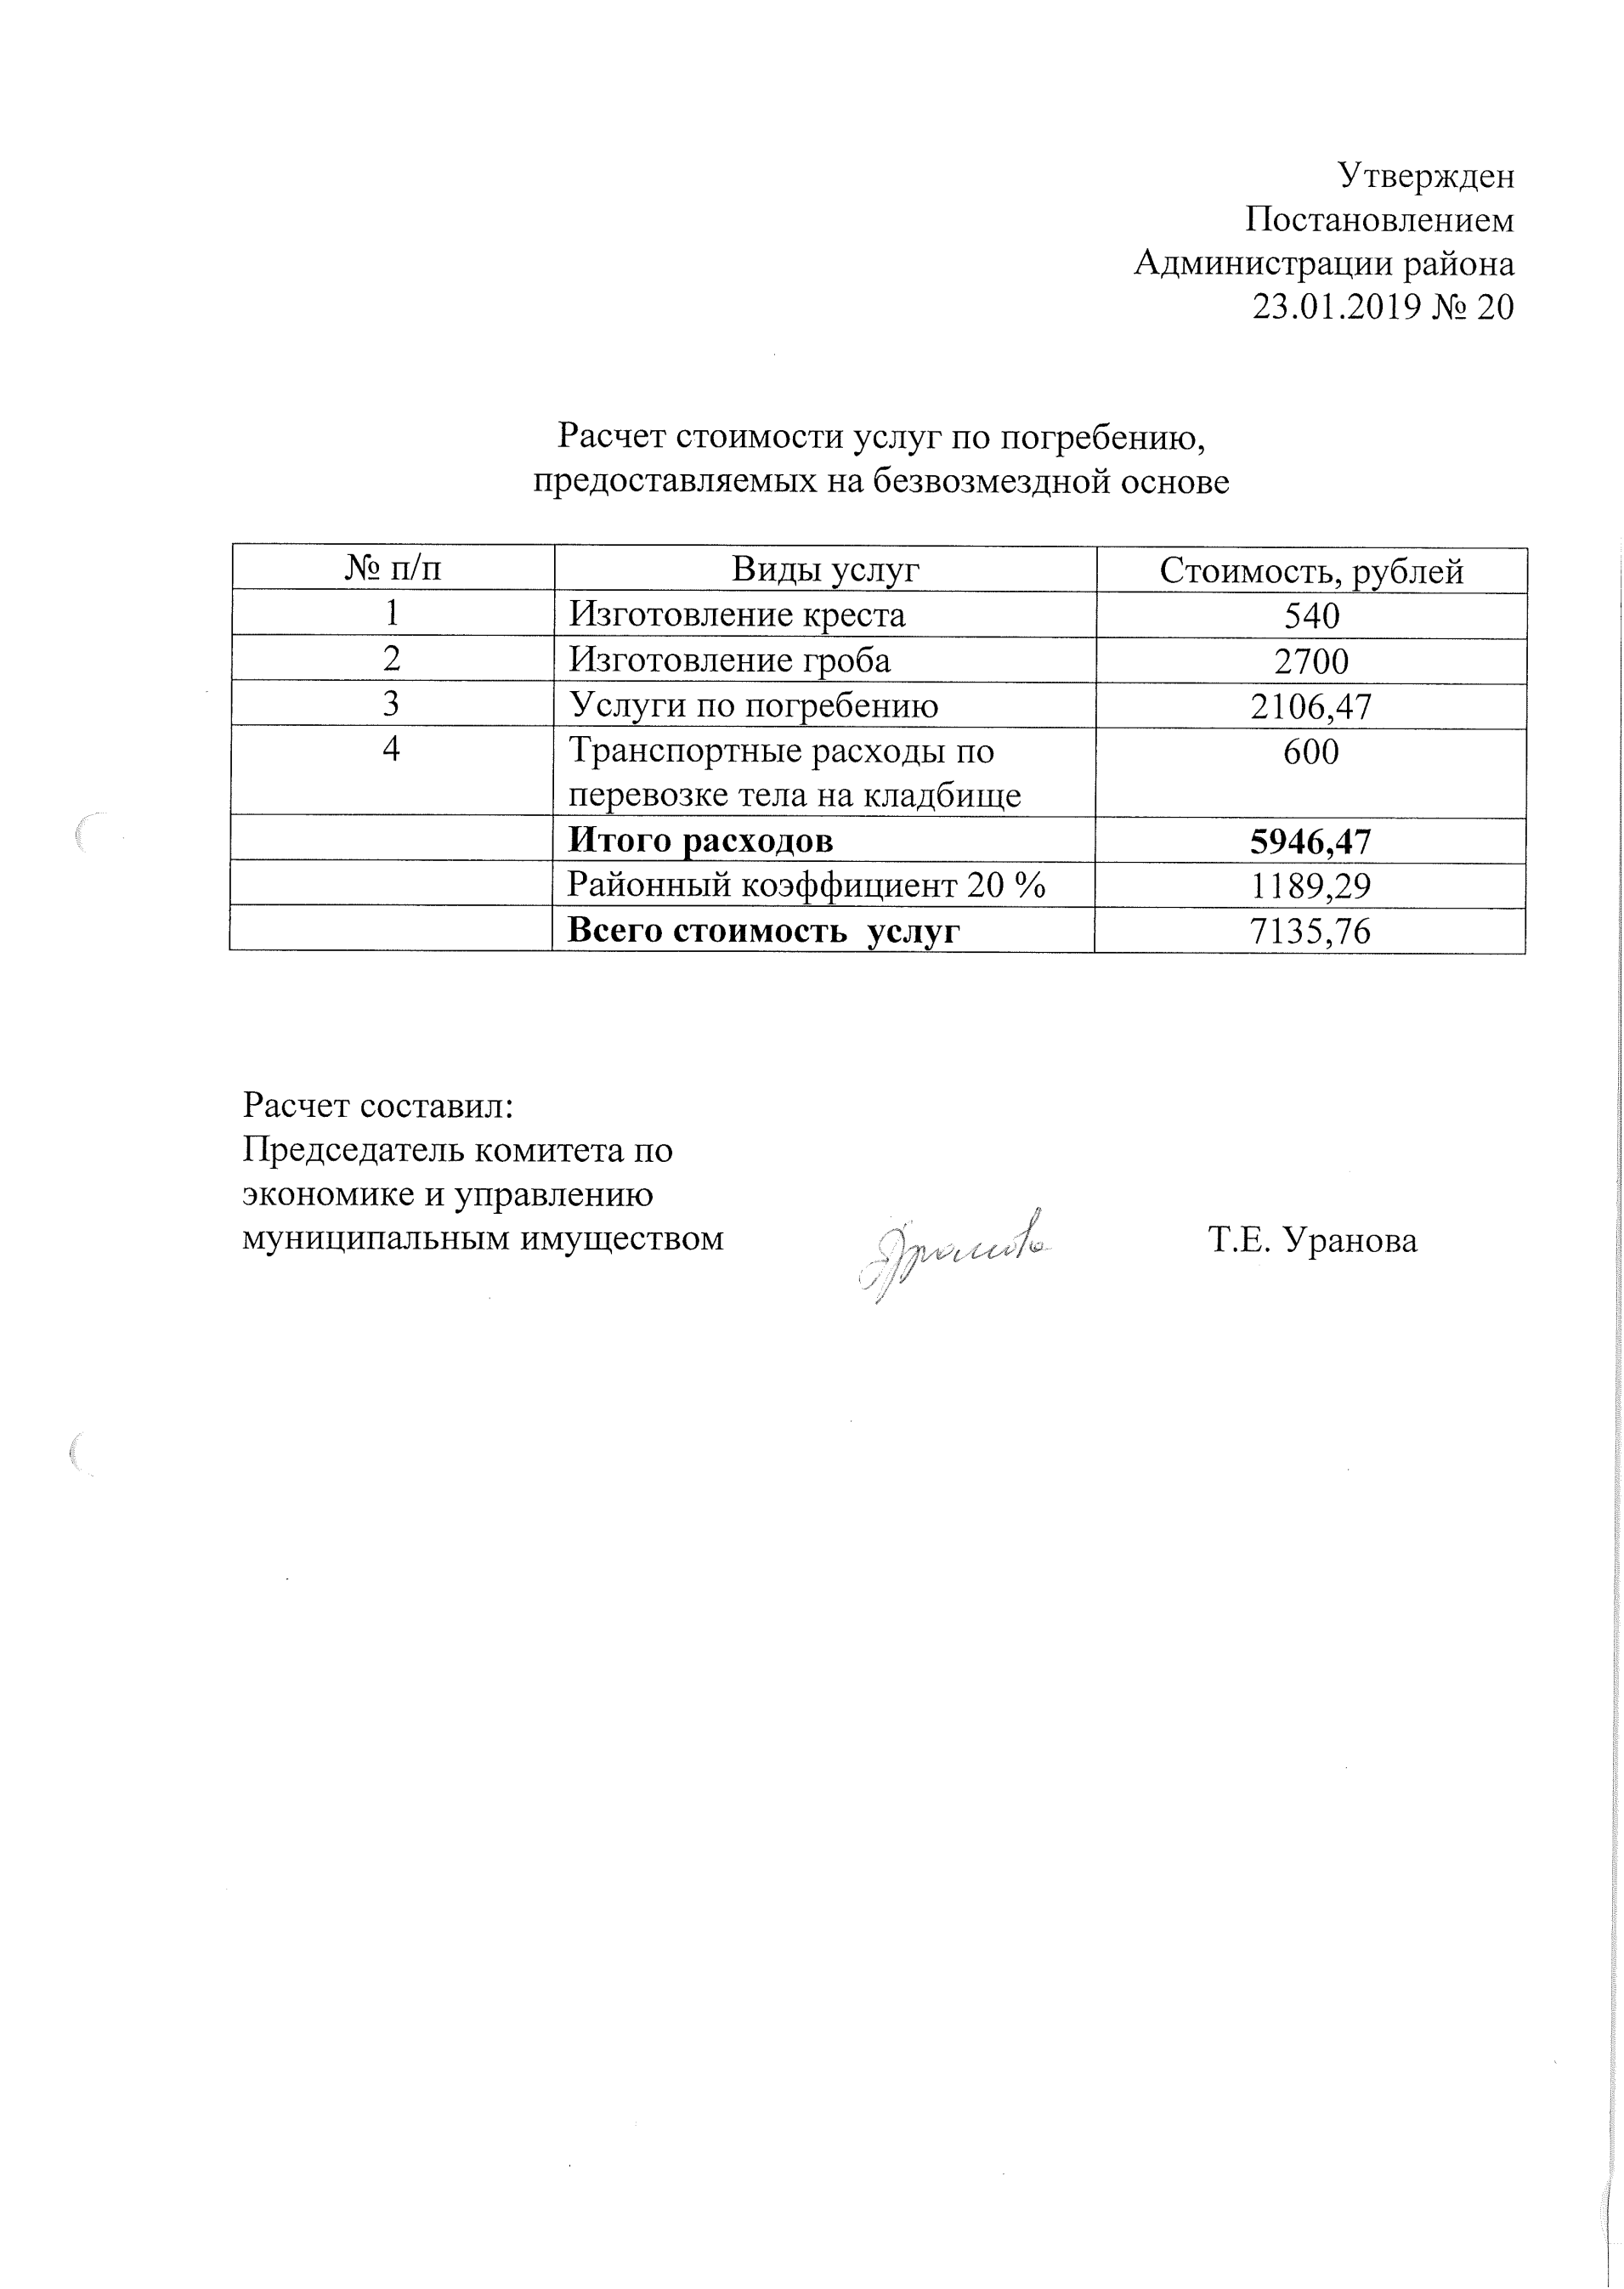 Утвержден
Постановлением
Администрации района
23.01.2019 № 20
Расчет стоимости услуг по погребению,
предоставляемых на безвозмездной основе
№ п/п Виды услуг Стоимость, рублей
1 Изготовление креста 540
2 Изготовление гроба 2700
3 Услуги по погребению 2106,47
4 Транспортные расходы по 600
перевозке тела на кладбище
Итого расходов 5946,47
Районный коэффициент 20 % 1189,29
Всего стоимость услуг 7135,76
Расчет составил:
Председатель комитета по
экономике и управлению
муниципальным имуществом Т.Е. Уранова